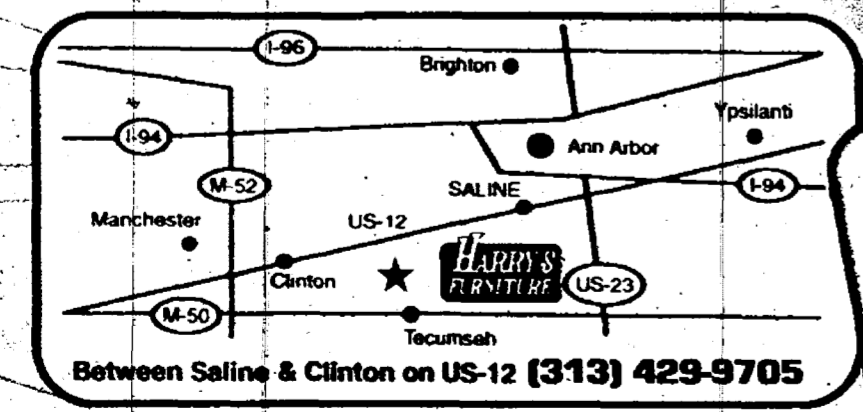 I-96
Brighton
Ypsilanti
I-94
Ann Arbor
M-52
SALINE
I-94
Manchester
US-12
HARRY'S
FURNITURE
Clinton
US-23
M-50
Tecumseh
Between Saline & Clinton on US-12 (313) 429-9705